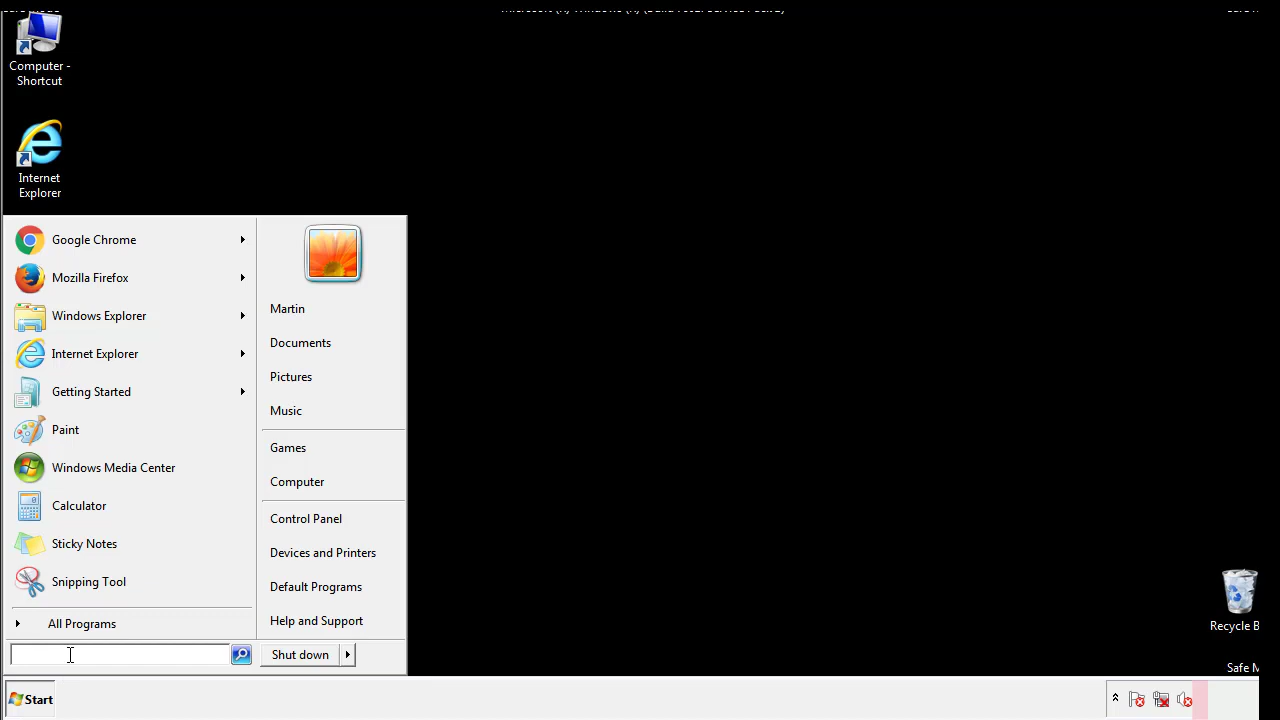 Computer -
Shortcut
Internet
Explorer
Google Chrome
Mozilla Firefox
Windows Explorer
Internet Explorer
Getting Started
Paint
Windows Media Center
Calculator
Sticky Notes
Snipping Tool
All Programs
Martin
Documents
Pictures
Music
Games
Computer
Control Panel
Devices and Printers
Default Programs
Help and Support
Shut down
Recycle B
Safe M
Start